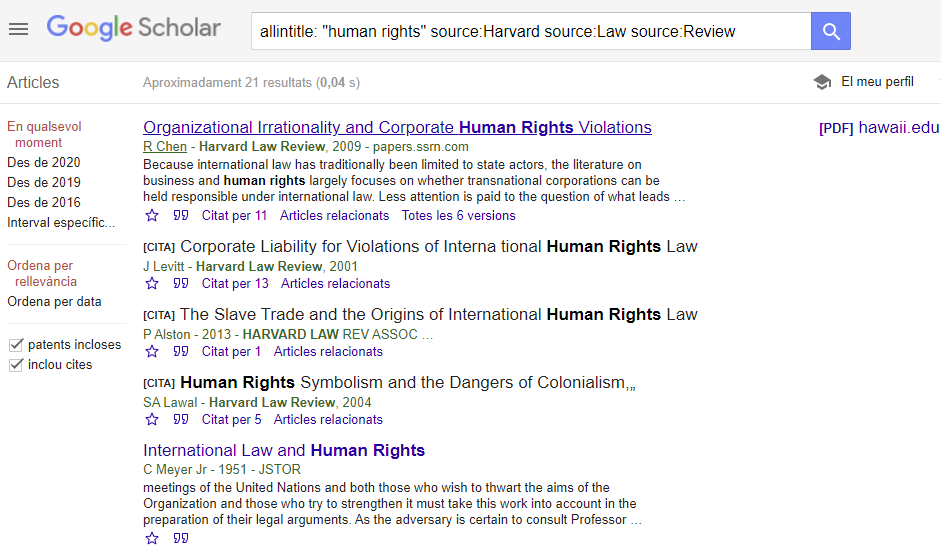 Google Scholar
allintitle: "human rights" source:Harvard source:Law source:Review
Articles
Aproximadament 21 resultats (0,04 s)
El meu perfil
En qualsevol
moment
Des de 2020
Des de 2019
Des de 2016
Interval específic...
Ordena per
rellevància
Ordena per data
patents incloses
inclou cites
Organizational Irrationality and Corporate Human Rights Violations
R Chen - Harvard Law Review, 2009 - papers.ssrn.com
Because international law has traditionally been limited to state actors, the literature on
business and human rights largely focuses on whether transnational corporations can be
held responsible under international law. Less attention is paid to the question of what leads …
Citat per 11 Articles relacionats Totes les 6 versions
[PDF] hawaii.edu
[CITA] Corporate Liability for Violations of Interna tional Human Rights Law
J Levitt - Harvard Law Review, 2001
Citat per 13 Articles relacionats
[CITA] The Slave Trade and the Origins of International Human Rights Law
P Alston - 2013 - HARVARD LAW REV ASSOC …
Citat per 1 Articles relacionats
[CITA] Human Rights Symbolism and the Dangers of Colonialism,„
SA Lawal - Harvard Law Review, 2004
Citat per 5 Articles relacionats
International Law and Human Rights
C Meyer Jr - 1951 - JSTOR
meetings of the United Nations and both those who wish to thwart the aims of the
Organization and those who try to strengthen it must take this work into account in the
preparation of their legal arguments. As the adversary is certain to consult Professor …